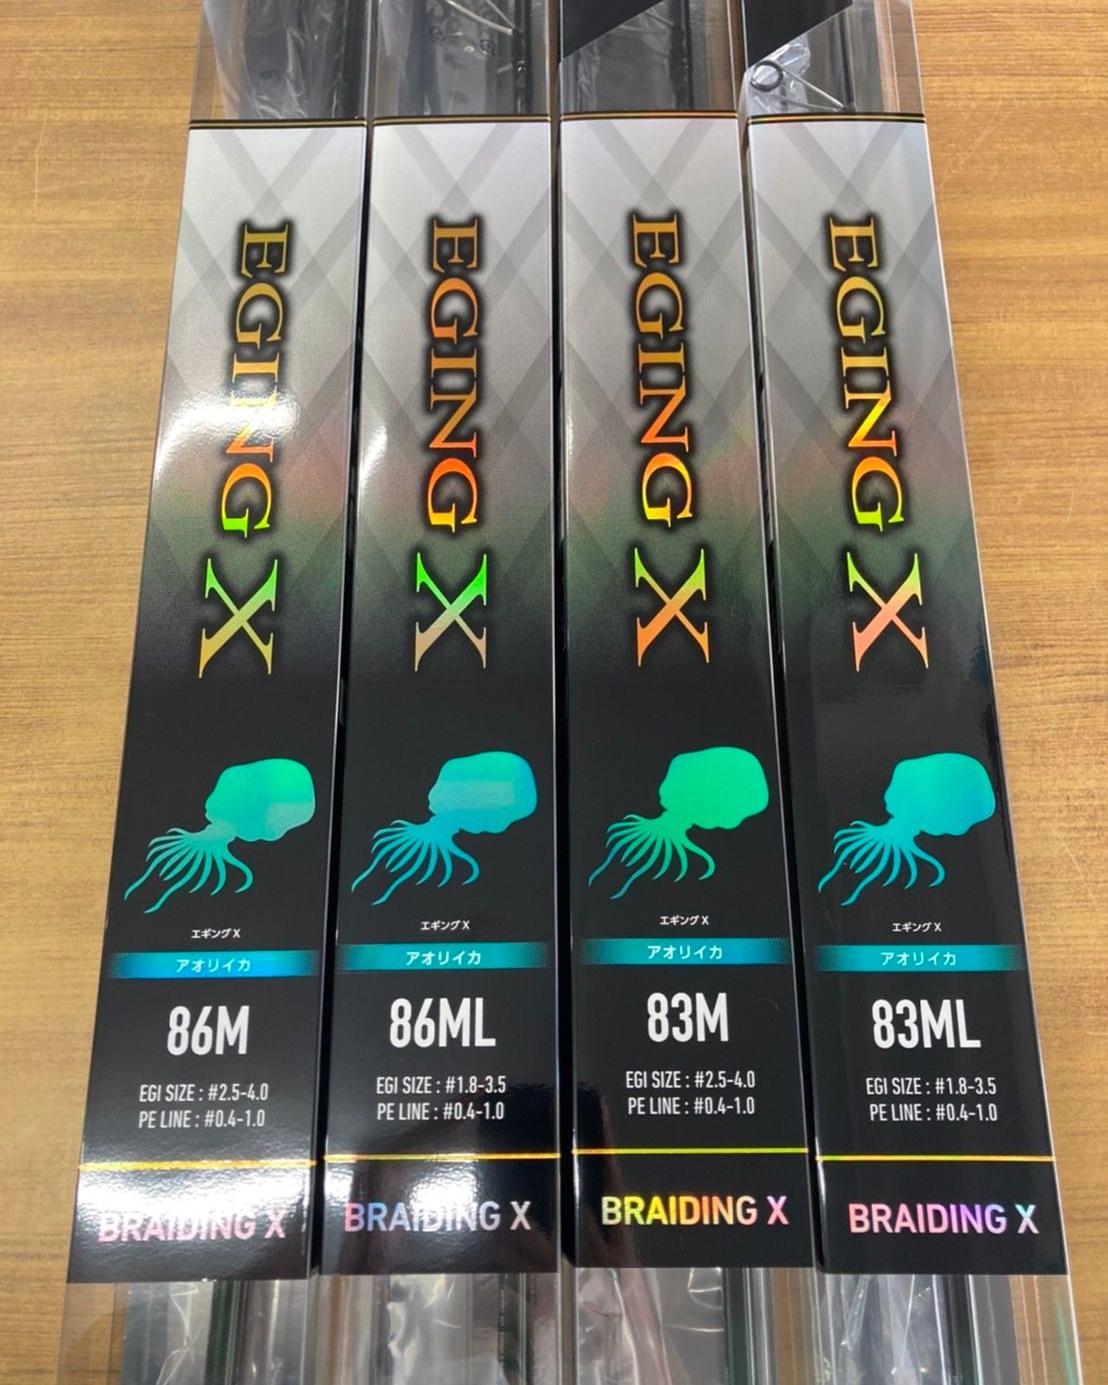 EGING X
エギング X
アオリイカ
86M
EGI SIZE : #2.5-4.0
PE LINE : #0.4-1.0
BRAIDING X
EGING X
エギング X
アオリイカ
86ML
EGI SIZE : #1.8-3.5
PE LINE : #0.4-1.0
BRAIDING X
EGING X
エギング X
アオリイカ
83M
EGI SIZE : #2.5-4.0
PE LINE : #0.4-1.0
BRAIDING X
EGING X
エギング X
アオリイカ
83ML
EGI SIZE : #1.8-3.5
PE LINE : #0.4-1.0
BRAIDING X